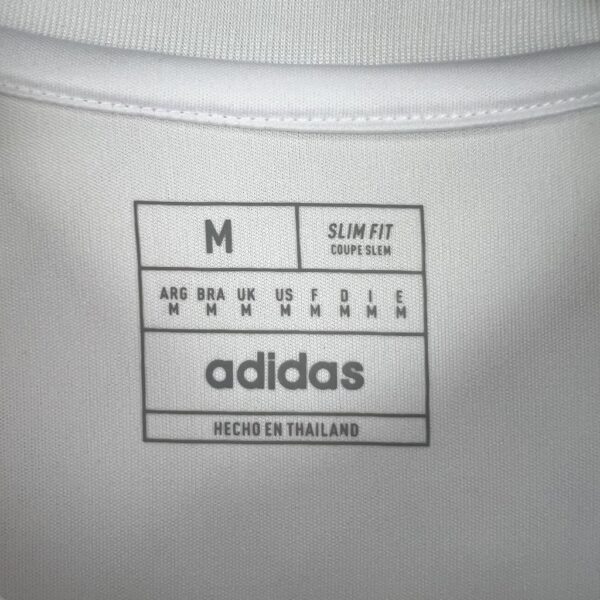 M
SLIM FIT
COUPE SLEM
ARG BRA UK US F D I E
M M M M M M M M
adidas
HECHO EN THAILAND